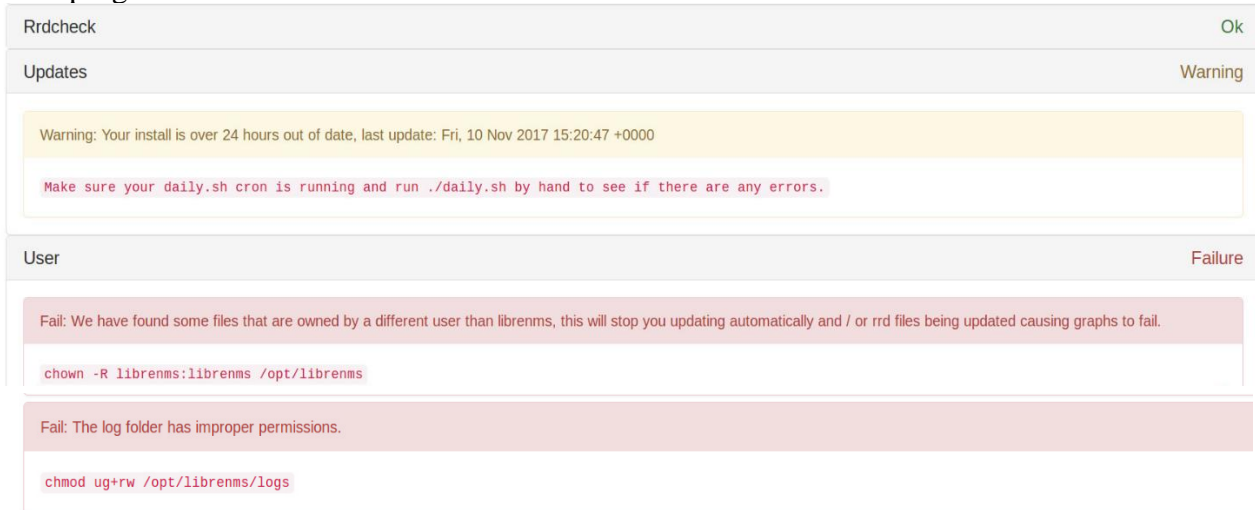 Rrdcheck Ok
Updates Warning
Warning: Your install is over 24 hours out of date, last update: Fri, 10 Nov 2017 15:20:47 +0000
Make sure your daily.sh cron is running and run ./daily.sh by hand to see if there are any errors.
User Failure
Fail: We have found some files that are owned by a different user than librenms, this will stop you updating automatically and / or rrd files being updated causing graphs to fail.
chown -R librenms:librenms /opt/librenms
Fail: The log folder has improper permissions.
chmod ug+rw /opt/librenms/logs